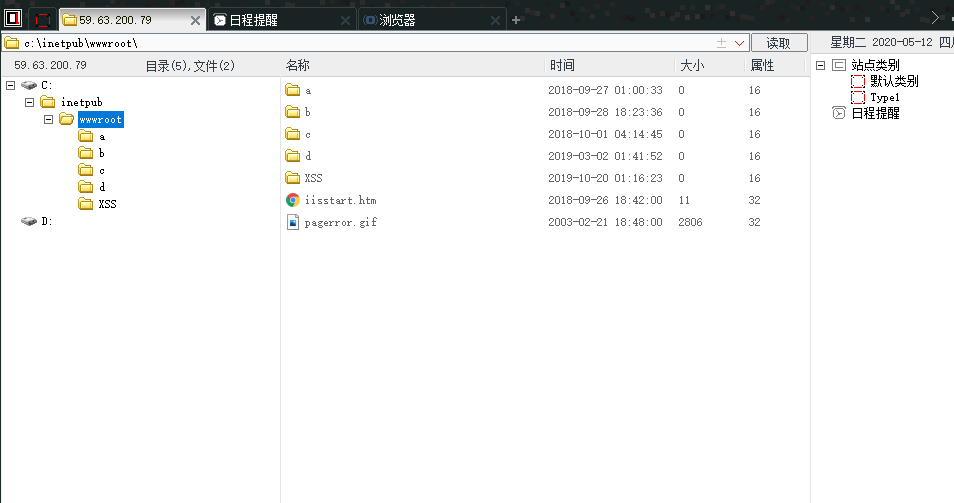 59.63.200.79 日程提醒 浏览器
c:\inetpub\wwwroot\ 读取 星期二 2020-05-12 四
59.63.200.79 目录(5),文件(2) 名称 时间 大小 属性
C:
inetpub
wwwroot
a
b
c
d
XSS
D:
a 2018-09-27 01:00:33 0 16
b 2018-09-28 18:23:36 0 16
c 2018-10-01 04:14:45 0 16
d 2019-03-02 01:41:52 0 16
XSS 2019-10-20 01:16:23 0 16
iisstart.htm 2018-09-26 18:42:00 11 32
pagerror.gif 2003-02-21 18:48:00 2806 32
站点类别
默认类别
Type1
日程提醒